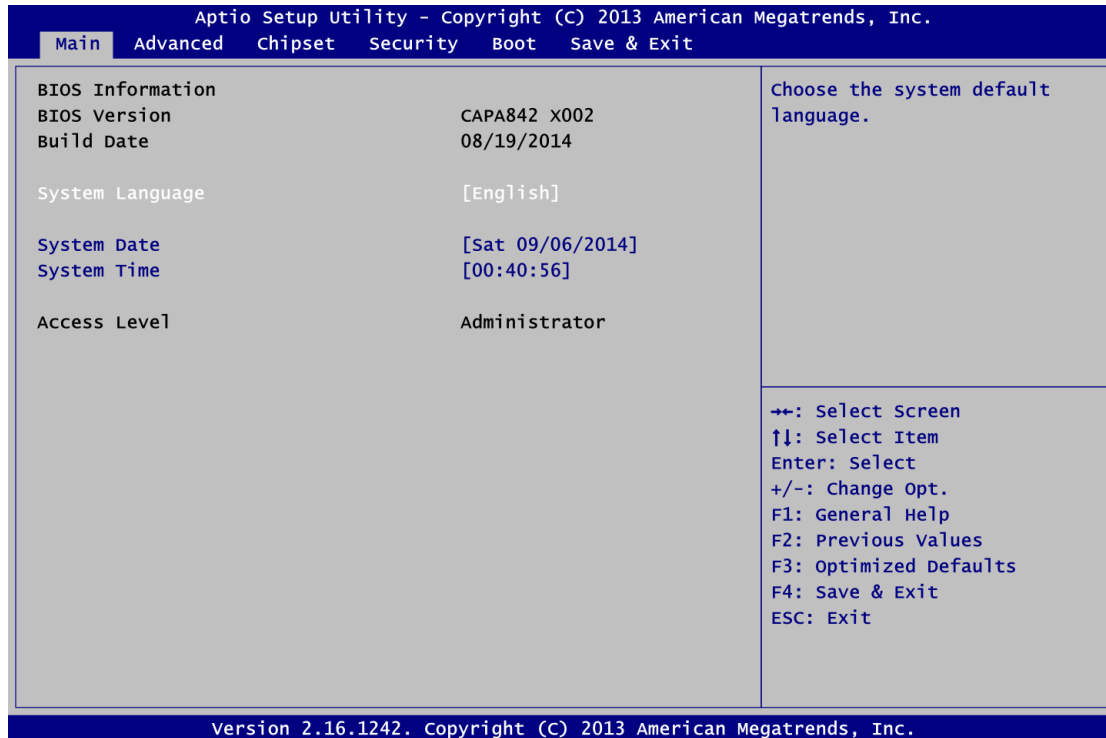 Aptio Setup Utility - Copyright (C) 2013 American Megatrends, Inc.
Main Advanced Chipset Security Boot Save & Exit
BIOS Information
BIOS Version CAPA842 X002
Build Date 08/19/2014
System Language [English]
System Date [Sat 09/06/2014]
System Time [00:40:56]
Access Level Administrator
Choose the system default
language.
→←: Select Screen
↑↓: Select Item
Enter: Select
+/-: Change Opt.
F1: General Help
F2: Previous Values
F3: Optimized Defaults
F4: Save & Exit
ESC: Exit
Version 2.16.1242. Copyright (C) 2013 American Megatrends, Inc.